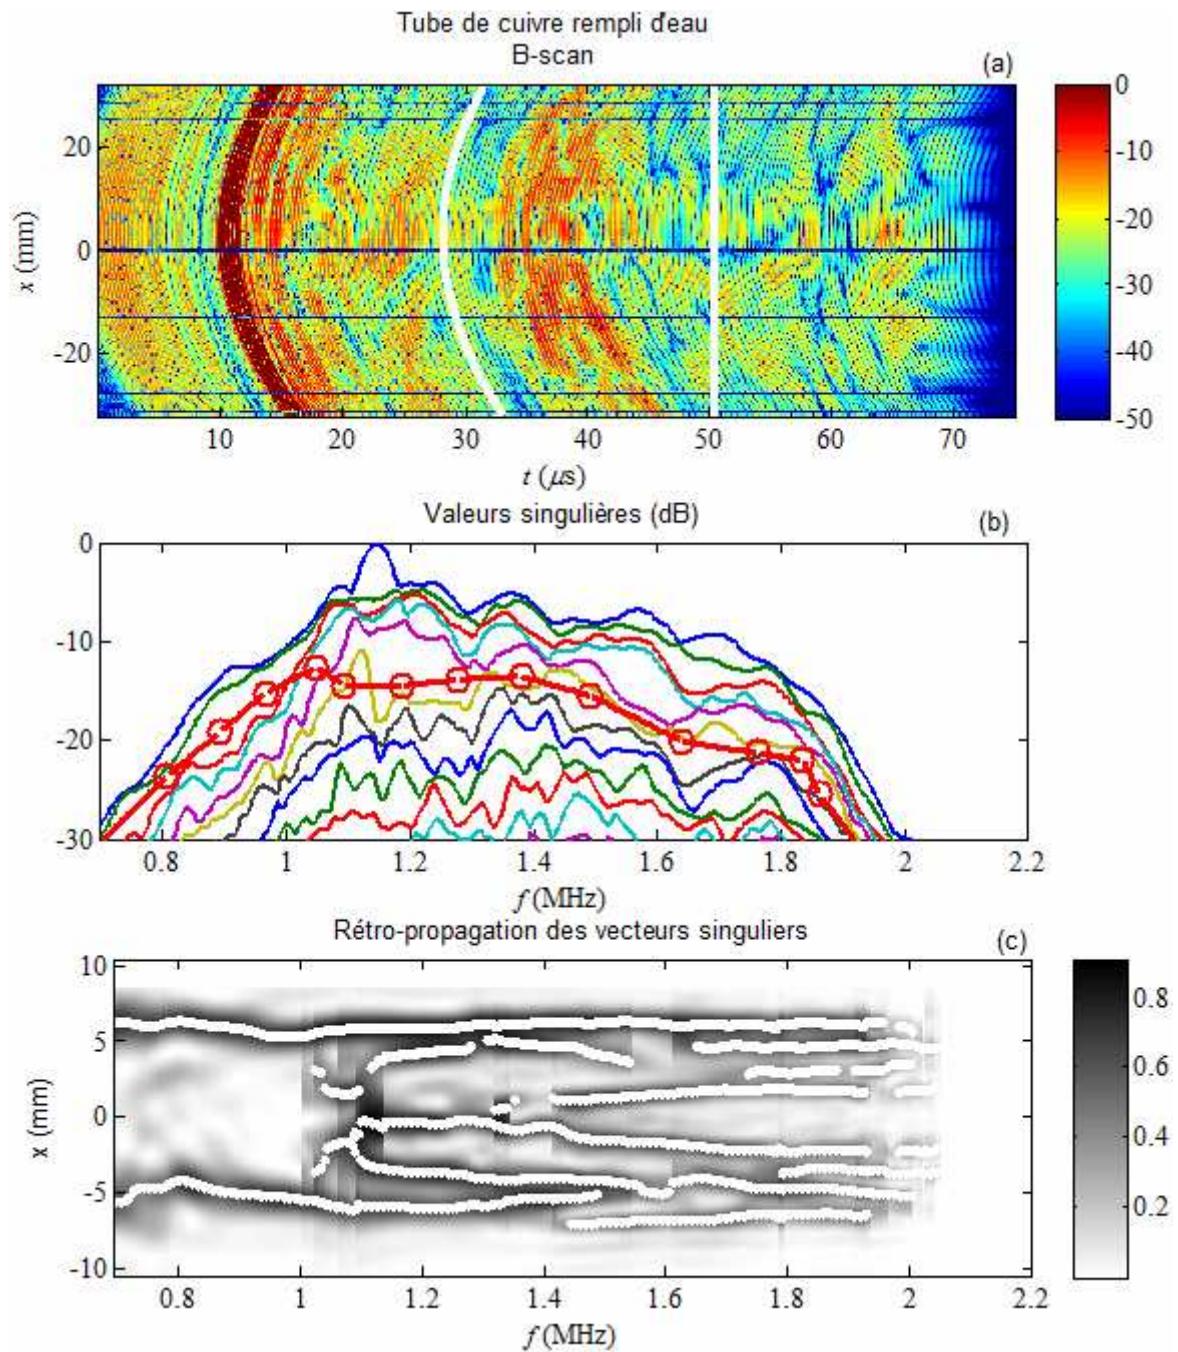 Tube de cuivre rempli d'eau
B-scan
(a)
x (mm)
20
0
-20
10 20 30 40 50 60 70
t (μs)
0
-10
-20
-30
-40
-50
Valeurs singulières (dB)
(b)
0
-10
-20
-30
0.8 1 1.2 1.4 1.6 1.8 2 2.2
f (MHz)
Rétro-propagation des vecteurs singuliers
(c)
x (mm)
10
5
0
-5
-10
0.8 1 1.2 1.4 1.6 1.8 2 2.2
f (MHz)
0.8
0.6
0.4
0.2